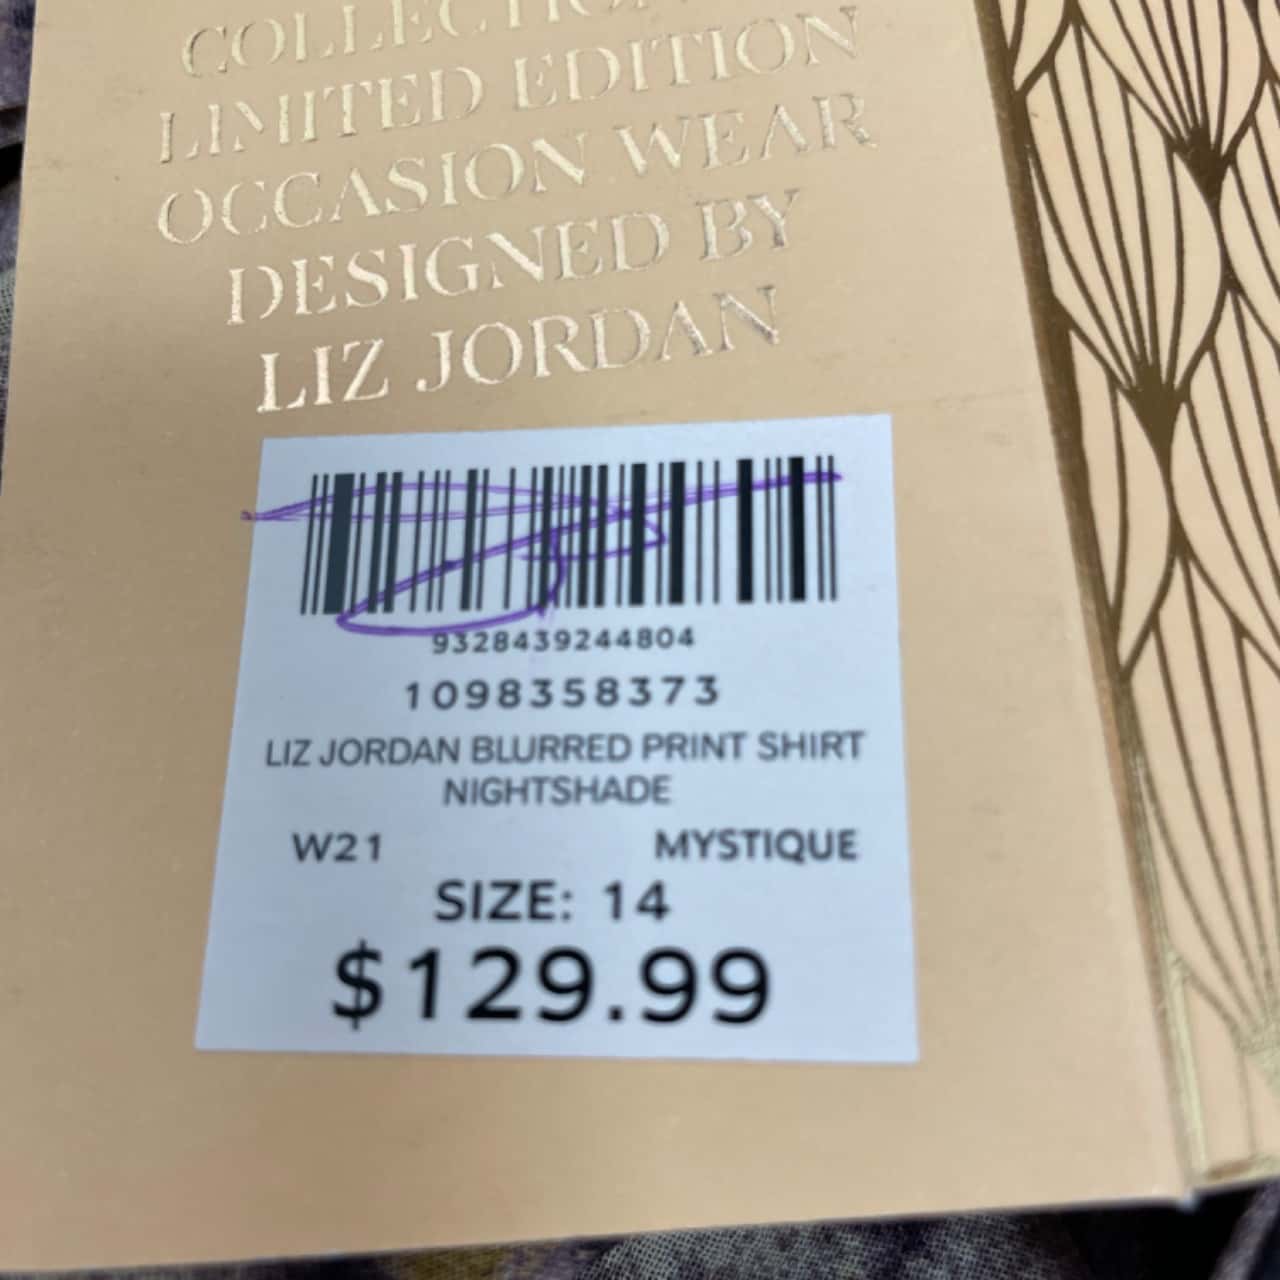 COLLECTION
LIMITED EDITION
OCCASION WEAR
DESIGNED BY
LIZ JORDAN
9328439244804
1098358373
LIZ JORDAN BLURRED PRINT SHIRT
NIGHTSHADE
W21 MYSTIQUE
SIZE: 14
$129.99